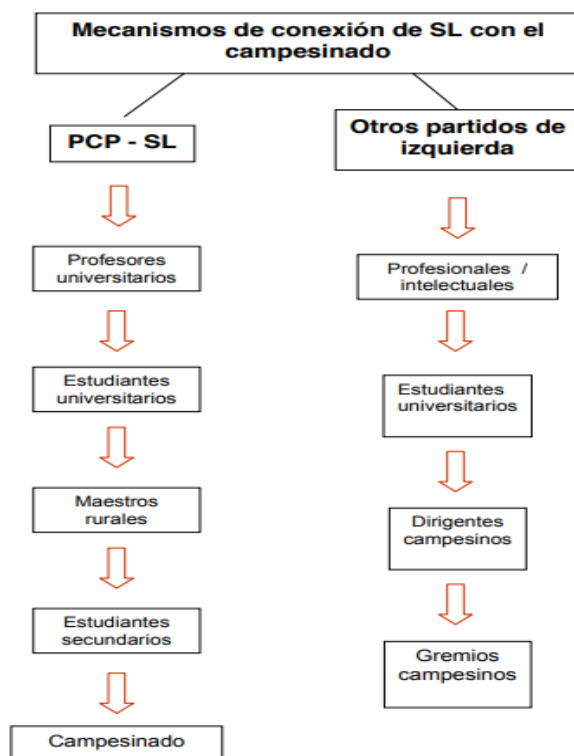 Mecanismos de conexión de SL con el
campesinado
PCP - SL
Profesores
universitarios
Estudiantes
universitarios
Maestros
rurales
Estudiantes
secundarios
Campesinado
Otros partidos de
izquierda
Profesionales /
intelectuales
Estudiantes
universitarios
Dirigentes
campesinos
Gremios
campesinos